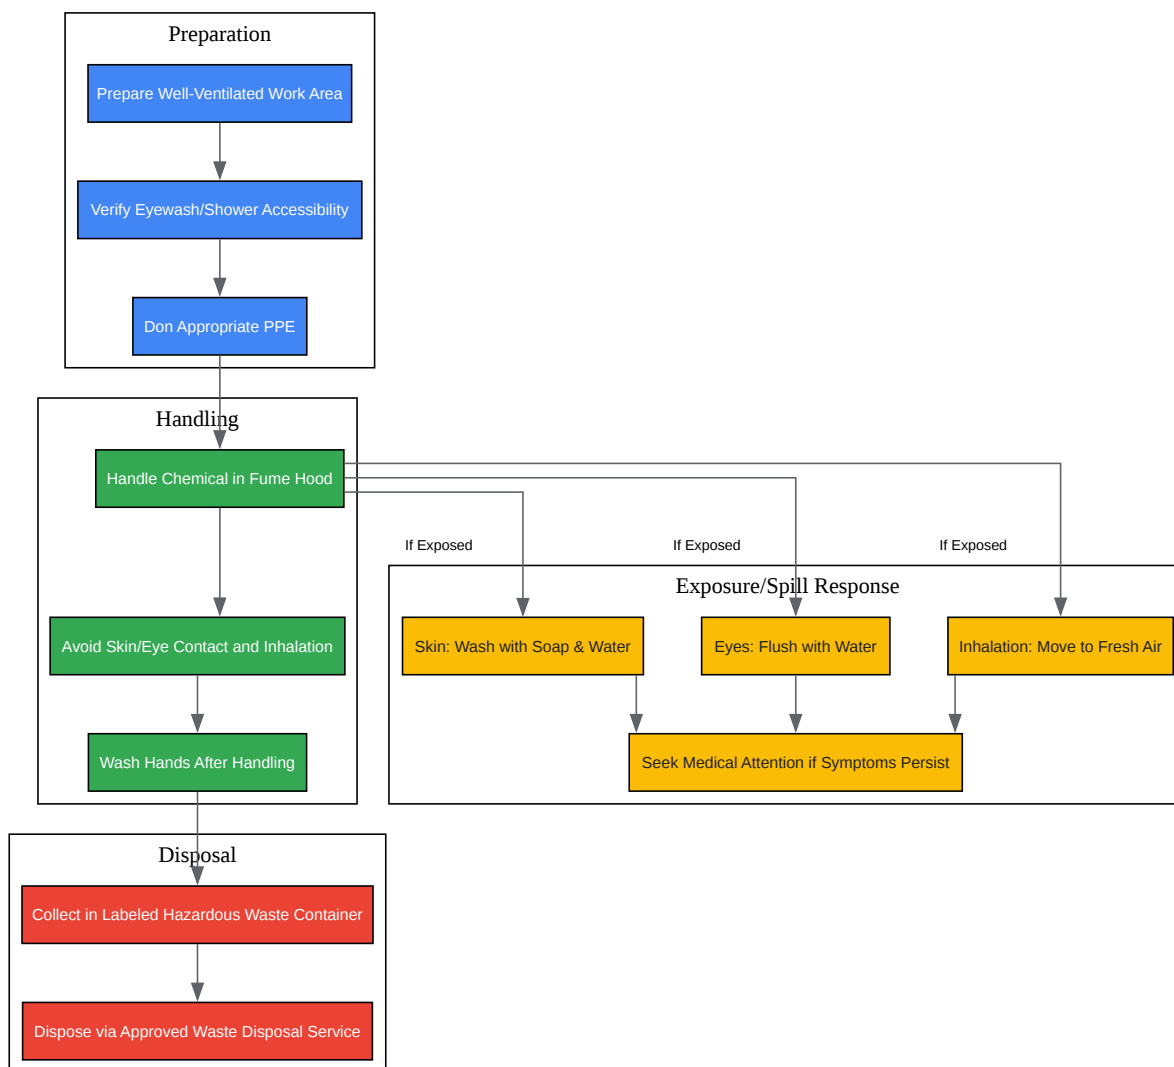 Preparation
Prepare Well-Ventilated Work Area
Verify Eyewash/Shower Accessibility
Don Appropriate PPE
Handling
Handle Chemical in Fume Hood
If Exposed
If Exposed
If Exposed
Exposure/Spill Response
Avoid Skin/Eye Contact and Inhalation
Skin: Wash with Soap & Water
Eyes: Flush with Water
Inhalation: Move to Fresh Air
Wash Hands After Handling
Seek Medical Attention if Symptoms Persist
Disposal
Collect in Labeled Hazardous Waste Container
Dispose via Approved Waste Disposal Service